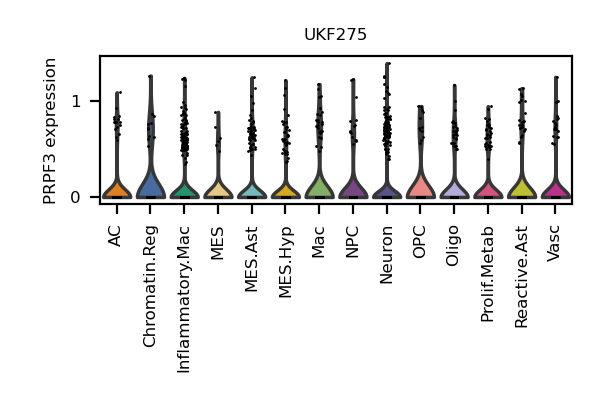 UKF275
PRPF3 expression
1
0
AC
Chromatin.Reg
Inflammatory.Mac
MES
MES.Ast
MES.Hyp
Mac
NPC
Neuron
OPC
Oligo
Prolif.Metab
Reactive.Ast
Vasc